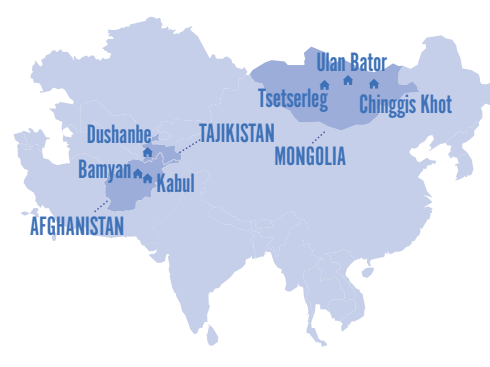 Ulan Bator
Tsetserleg
Chinggis Khot
Dushanbe
TAJIKISTAN
MONGOLIA
Bamyan
Kabul
AFGHANISTAN